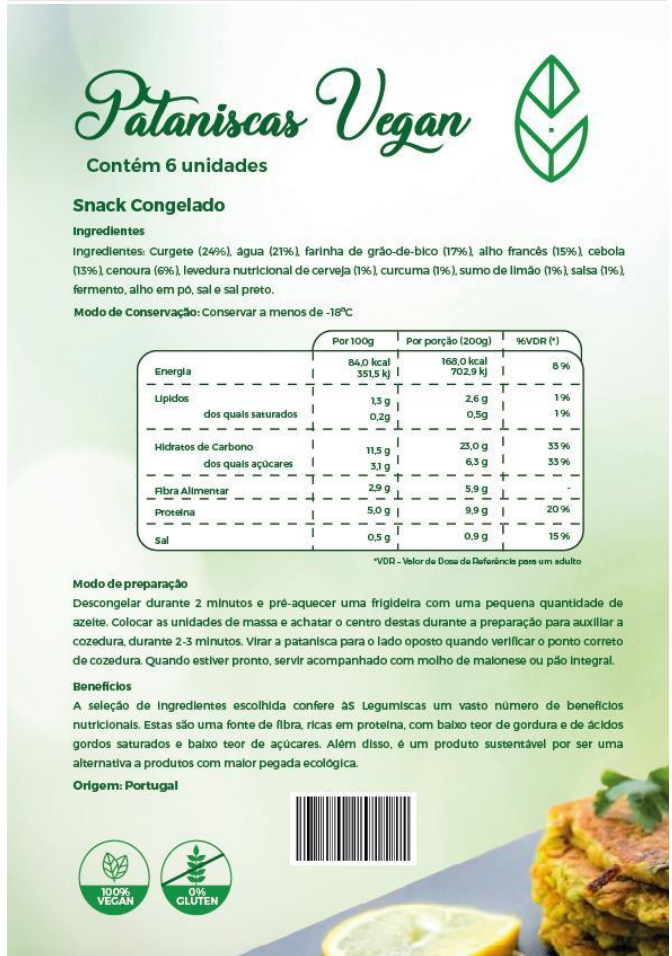 Pataniscas Vegan
Contém 6 unidades
Snack Congelado
Ingredientes
Ingredientes: Curgete (24%), água (21%), farinha de grão-de-bico (17%), alho francês (15%), cebola
(13%), cenoura (6%), levedura nutricional de cerveja (1%), curcuma (1%), sumo de limão (1%), salsa (1%),
fermento, alho em pó, sal e sal preto.
Modo de Conservação: Conservar a menos de -18ºC
Por 100g Por porção (200g) %VDR (*)
Energia 84,0 kcal 168,0 kcal 8 %
351,5 kj 702,9 kj
Lípidos 1,3 g 2,6 g 1 %
dos quais saturados 0,2g 0,5g 1 %
Hidratos de Carbono 11,5 g 23,0 g 33 %
dos quais açúcares 3,1 g 6,3 g 33 %
Fibra Alimentar 2,9 g 5,9 g -
Proteína 5,0 g 9,9 g 20 %
Sal 0,5 g 0,9 g 15 %
*VDR – Valor de Dose de Referência para um adulto
Modo de preparação
Descongelar durante 2 minutos e pré-aquecer uma frigideira com uma pequena quantidade de
azeite. Colocar as unidades de massa e achatar o centro destas durante a preparação para auxiliar a
cozedura, durante 2-3 minutos. Virar a patanisca para o lado oposto quando verificar o ponto correto
de cozedura. Quando estiver pronto, servir acompanhado com molho de maionese ou pão integral.
Benefícios
A seleção de ingredientes escolhida confere àS Legumiscas um vasto número de benefícios
nutricionais. Estas são uma fonte de fibra, ricas em proteína, com baixo teor de gordura e de ácidos
gordos saturados e baixo teor de açúcares. Além disso, é um produto sustentável por ser uma
alternativa a produtos com maior pegada ecológica.
Origem: Portugal
100%
VEGAN
0%
GLUTEN